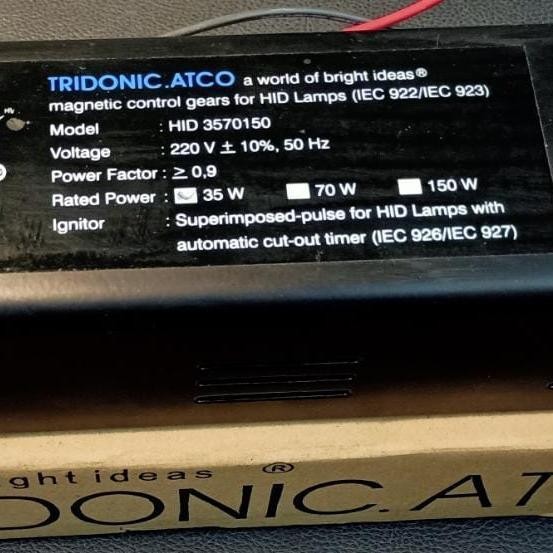 TRIDONIC.ATCO a world of bright ideas®
magnetic control gears for HID Lamps (IEC 922/IEC 923)
Model : HID 3570150
Voltage : 220 V ± 10%, 50 Hz
Power Factor : ≥ 0,9
Rated Power : 35 W 70 W 150 W
Ignitor : Superimposed-pulse for HID Lamps with
automatic cut-out timer (IEC 926/IEC 927)
ght ideas ®
DONIC.AT